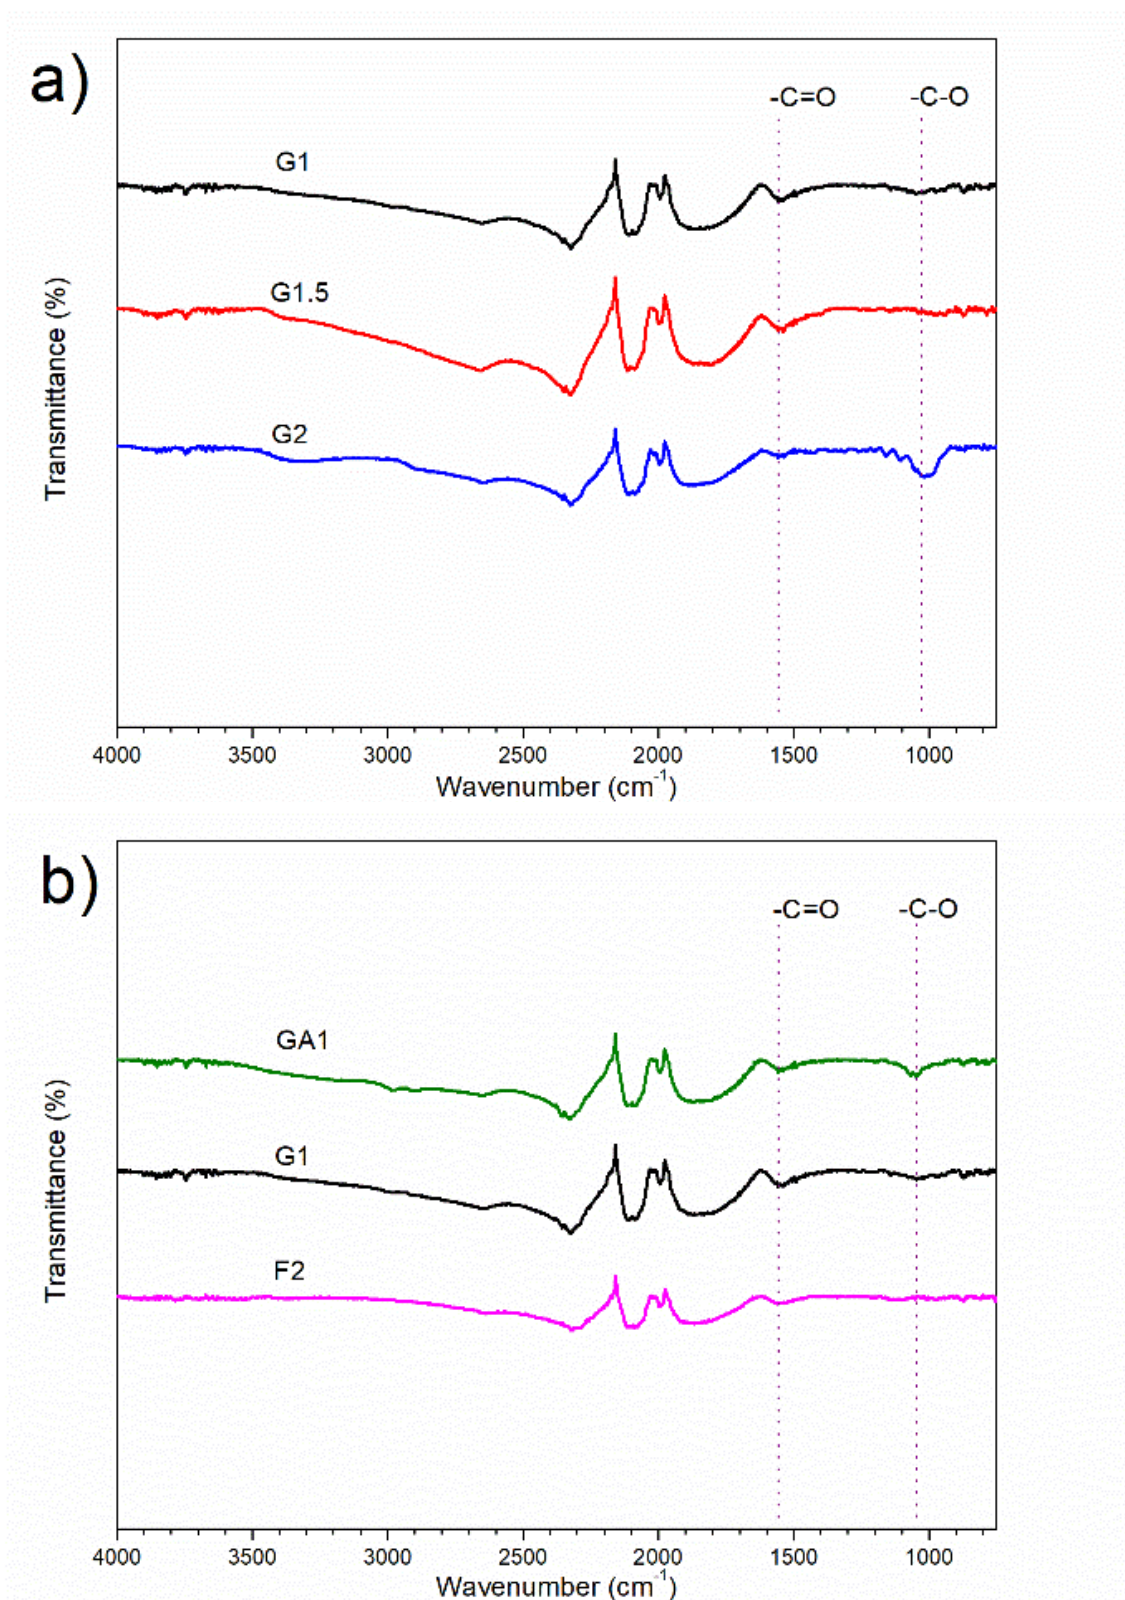 a)
-C=O -C-O
G1
G1.5
G2
Transmittance (%)
4000 3500 3000 2500 2000 1500 1000
Wavenumber (cm⁻¹)
b)
-C=O -C-O
GA1
G1
F2
Transmittance (%)
4000 3500 3000 2500 2000 1500 1000
Wavenumber (cm⁻¹)